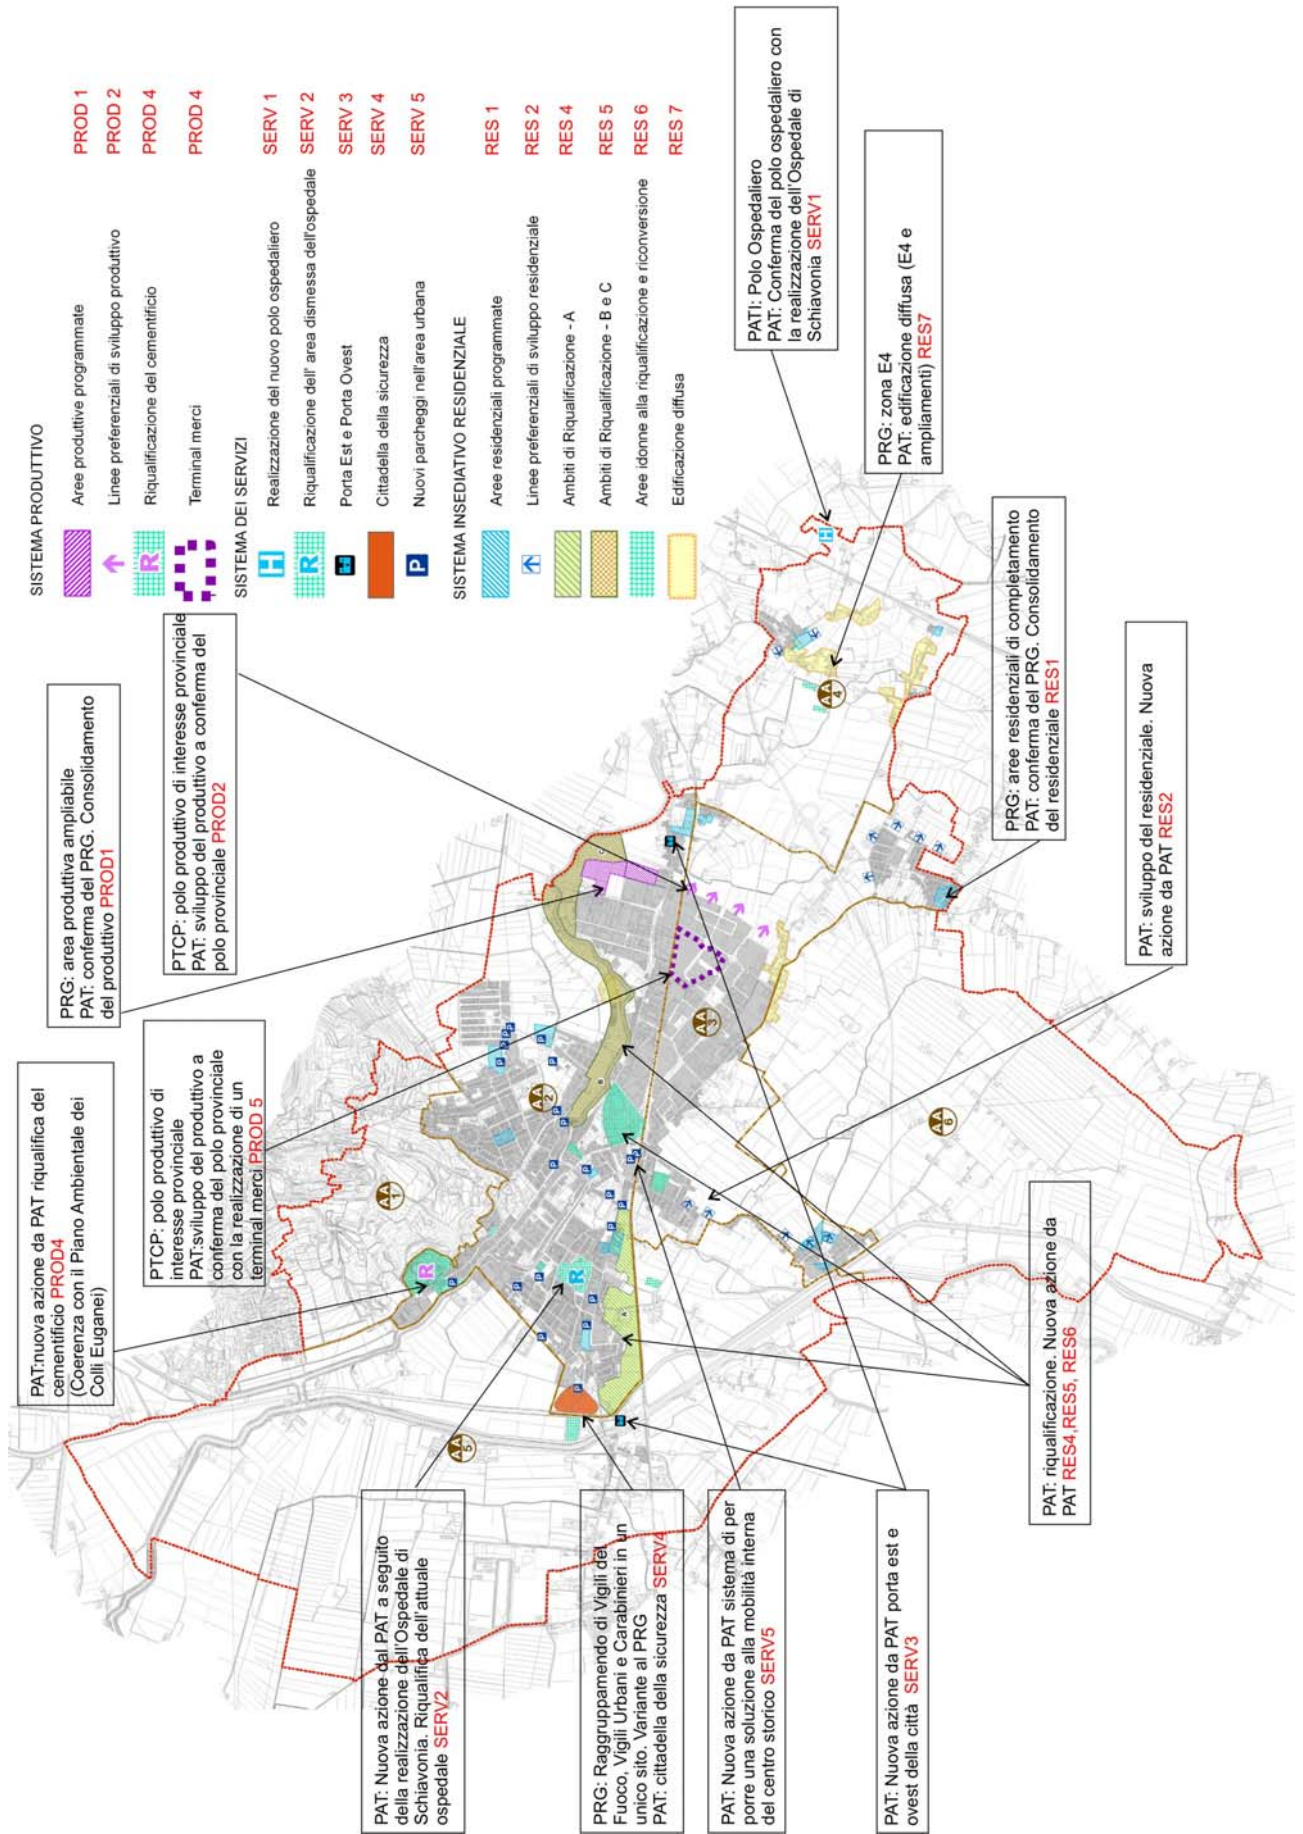 SISTEMA PRODUTTIVO
Aree produttive programmate PROD 1
Linee preferenziali di sviluppo produttivo PROD 2
R Riqualificazione del cementificio PROD 4
Terminal merci PROD 4
SISTEMA DEI SERVIZI
H Realizzazione del nuovo polo ospedaliero SERV 1
R Riqualificazione dell' area dismessa dell'ospedale SERV 2
Porta Est e Porta Ovest SERV 3
Cittadella della sicurezza SERV 4
P Nuovi parcheggi nell'area urbana SERV 5
SISTEMA INSEDIATIVO RESIDENZIALE
Aree residenziali programmate RES 1
Linee preferenziali di sviluppo residenziale RES 2
Ambiti di Riqualificazione - A RES 4
Ambiti di Riqualificazione - B e C RES 5
Aree idonne alla riqualificazione e riconversione RES 6
Edificazione diffusa RES 7
PAT:nuova azione da PAT riqualifica del
cementificio PROD4
(Coerenza con il Piano Ambientale dei
Colli Euganei)
PRG: area produttiva ampliabile
PAT: conferma del PRG. Consolidamento
del produttivo PROD1
PTCP: polo produttivo di
interesse provinciale
PAT:sviluppo del produttivo a
conferma del polo provinciale
con la realizzazione di un
terminal merci PROD 5
PTCP: polo produttivo di interesse provinciale
PAT: sviluppo del produttivo a conferma del
polo provinciale PROD2
PATI: Polo Ospedaliero
PAT: Conferma del polo ospedaliero con
la realizzazione dell'Ospedale di
Schiavonia SERV1
PRG: zona E4
PAT: edificazione diffusa (E4 e
ampliamenti) RES7
PRG: aree residenziali di completamento
PAT: conferma del PRG. Consolidamento
del residenziale RES1
PAT: sviluppo del residenziale. Nuova
azione da PAT RES2
PAT: riqualificazione. Nuova azione da
PAT RES4,RES5, RES6
PAT: Nuova azione dal PAT a seguito
della realizzazione dell'Ospedale di
Schiavonia. Riqualifica dell'attuale
ospedale SERV2
PRG: Raggruppamento di Vigili del
Fuoco, Vigili Urbani e Carabinieri in un
unico sito. Variante al PRG
PAT: cittadella della sicurezza SERV4
PAT: Nuova azione da PAT sistema di per
porre una soluzione alla mobilità interna
del centro storico SERV5
PAT: Nuova azione da PAT porta est e
ovest della città SERV3
AA 1
AA 2
AA 3
AA 4
AA 5
AA 6
R
R
H
A
B
C